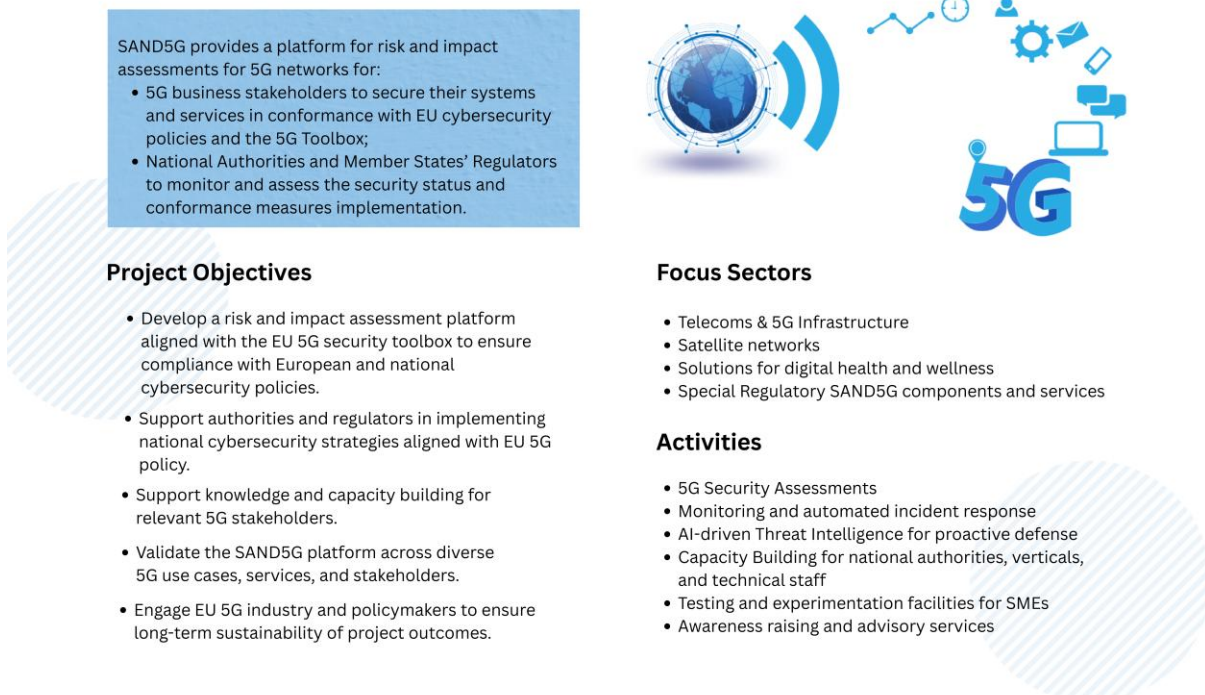 SAND5G provides a platform for risk and impact
assessments for 5G networks for:
• 5G business stakeholders to secure their systems
and services in conformance with EU cybersecurity
policies and the 5G Toolbox;
• National Authorities and Member States’ Regulators
to monitor and assess the security status and
conformance measures implementation.
5G
Project Objectives
• Develop a risk and impact assessment platform
aligned with the EU 5G security toolbox to ensure
compliance with European and national
cybersecurity policies.
• Support authorities and regulators in implementing
national cybersecurity strategies aligned with EU 5G
policy.
• Support knowledge and capacity building for
relevant 5G stakeholders.
• Validate the SAND5G platform across diverse
5G use cases, services, and stakeholders.
• Engage EU 5G industry and policymakers to ensure
long-term sustainability of project outcomes.
Focus Sectors
• Telecoms & 5G Infrastructure
• Satellite networks
• Solutions for digital health and wellness
• Special Regulatory SAND5G components and services
Activities
• 5G Security Assessments
• Monitoring and automated incident response
• AI-driven Threat Intelligence for proactive defense
• Capacity Building for national authorities, verticals,
and technical staff
• Testing and experimentation facilities for SMEs
• Awareness raising and advisory services